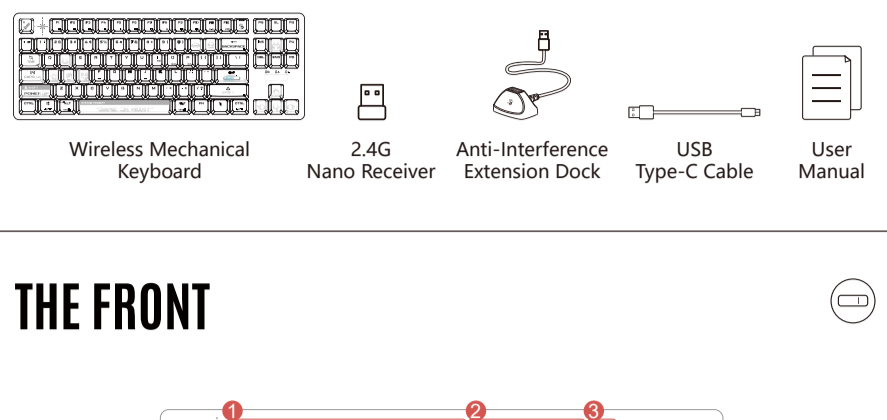 Wireless Mechanical
Keyboard
2.4G
Nano Receiver
Anti-Interference
Extension Dock
USB
Type-C Cable
User
Manual
THE FRONT
1 2 3